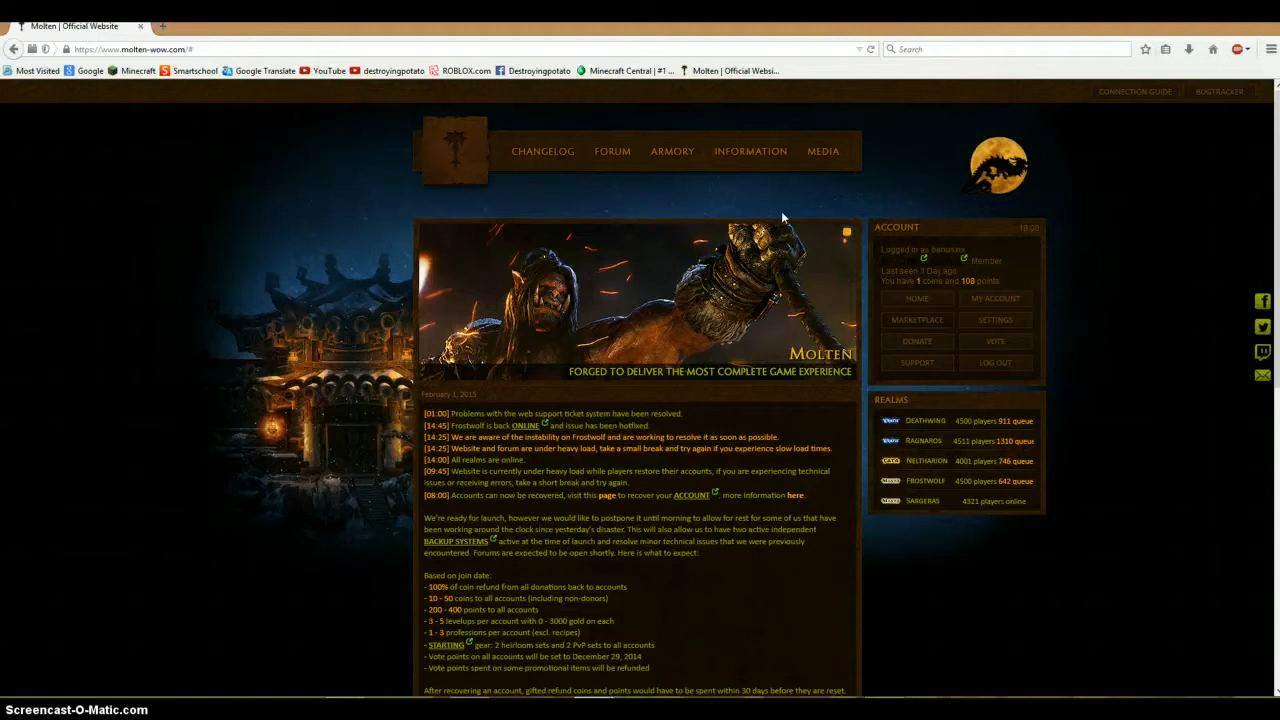 Molten | Official Website
https://www.molten-wow.com/#
Search
Most Visited Google Minecraft Smartschool Google Translate YouTube destroyingpotato ROBLOX.com Destroyingpotato Minecraft Central | #1 ... Molten | Official Websi...
CONNECTION GUIDE BUGTRACKER
CHANGELOG FORUM ARMORY INFORMATION MEDIA
ACCOUNT 18:00
Logged in as
Member
Last seen 1 Day ago
You have 1 coins and 108 points
HOME MY ACCOUNT
MARKETPLACE SETTINGS
DONATE VOTE
SUPPORT LOG OUT
MOLTEN
FORGED TO DELIVER THE MOST COMPLETE GAME EXPERIENCE
REALMS
DEATHWING 4500 players 911 queue
RAGNAROS 4511 players 1310 queue
NELTHARION 4001 players 746 queue
FROSTWOLF 4500 players 642 queue
SARGERAS 4321 players online
February 1, 2015
[01:00] Problems with the web support ticket system have been resolved.
[14:45] Frostwolf is back ONLINE and issue has been hotfixed.
[14:25] We are aware of the instability on Frostwolf and are working to resolve it as soon as possible.
[14:25] Website and forum are under heavy load, take a small break and try again if you experience slow load times.
[14:00] All realms are online.
[09:45] Website is currently under heavy load while players restore their accounts, if you are experiencing technical
issues or receiving errors, take a short break and try again.
[08:00] Accounts can now be recovered, visit this page to recover your ACCOUNT . more information here.
We're ready for launch, however we would like to postpone it until morning to allow for rest for some of us that have
been working around the clock since yesterday's disaster. This will also allow us to have two active independent
BACKUP SYSTEMS active at the time of launch and resolve minor technical issues that we were previously
encountered. Forums are expected to be open shortly. Here is what to expect:
Based on join date:
- 100% of coin refund from all donations back to accounts
- 10 - 50 coins to all accounts (including non-donors)
- 200 - 400 points to all accounts
- 3 - 5 levelups per account with 0 - 3000 gold on each
- 1 - 3 professions per account (excl. recipes)
- STARTING gear: 2 heirloom sets and 2 PvP sets to all accounts
- Vote points on all accounts will be set to December 29, 2014
- Vote points spent on some promotional items will be refunded
After recovering an account, gifted refund coins and points would have to be spent within 30 days before they are reset.
Screencast-O-Matic.com